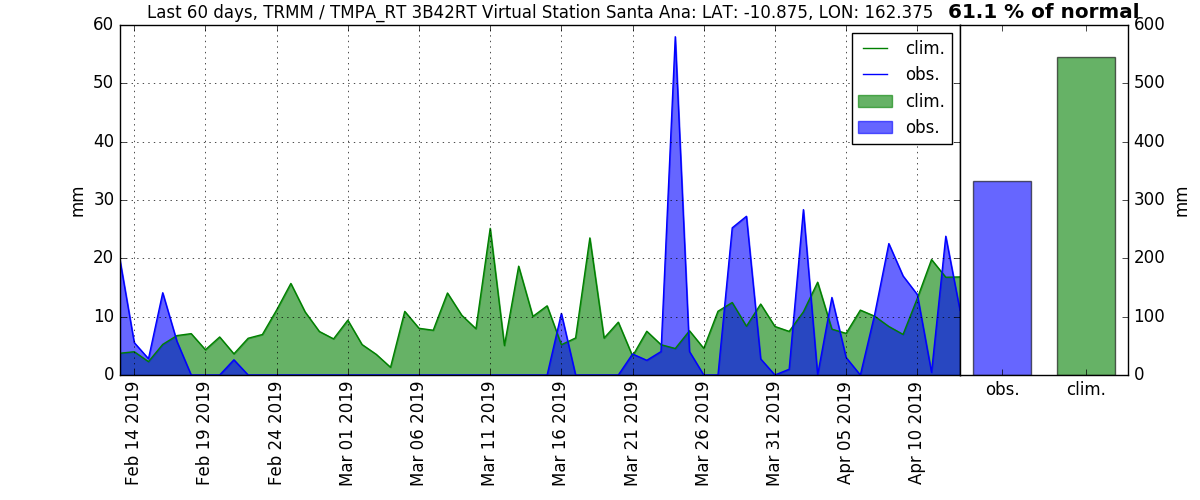 Last 60 days, TRMM / TMPA_RT 3B42RT Virtual Station Santa Ana: LAT: -10.875, LON: 162.375 61.1 % of normal
60
50
40
30
20
10
0
mm
clim.
obs.
clim.
obs.
Feb 14 2019
Feb 19 2019
Feb 24 2019
Mar 01 2019
Mar 06 2019
Mar 11 2019
Mar 16 2019
Mar 21 2019
Mar 26 2019
Mar 31 2019
Apr 05 2019
Apr 10 2019
600
500
400
300
200
100
0
mm
obs. clim.